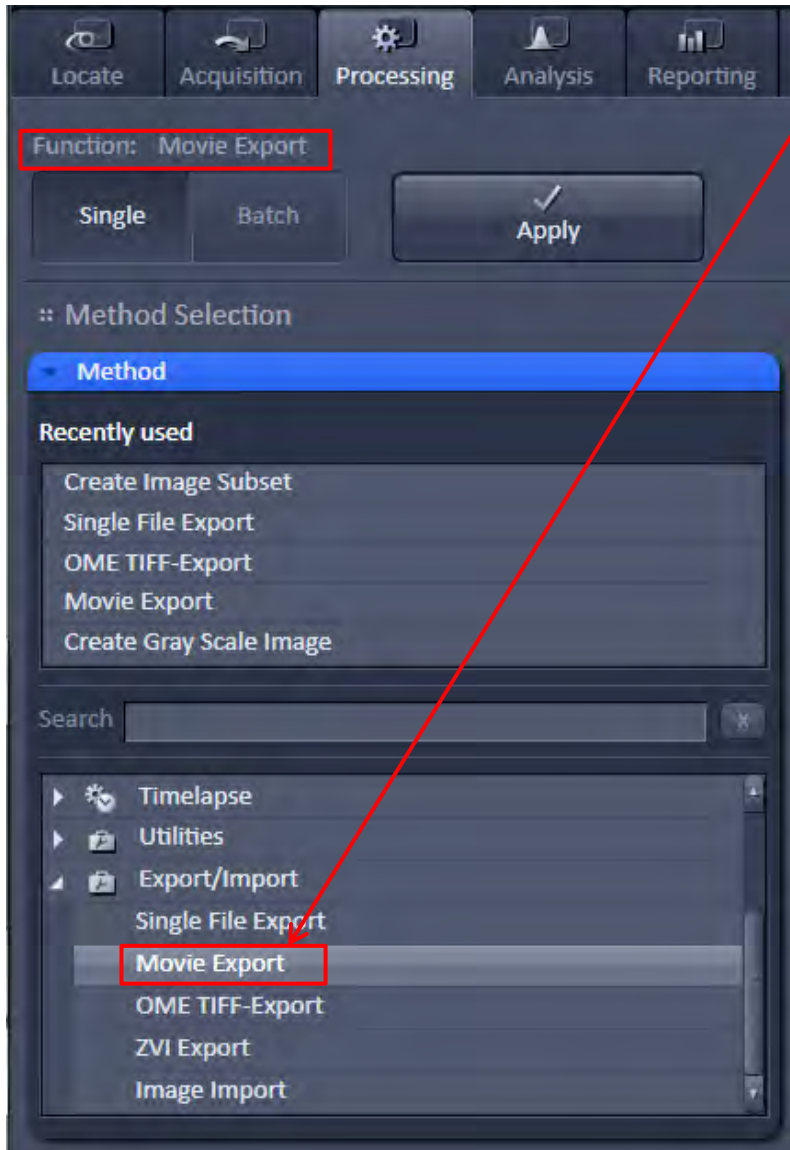 Locate Acquisition Processing Analysis Reporting
Function: Movie Export
Single Batch Apply
Method Selection
Method
Recently used
Create Image Subset
Single File Export
OME TIFF-Export
Movie Export
Create Gray Scale Image
Search x
Timelapse
Utilities
Export/Import
Single File Export
Movie Export
OME TIFF-Export
ZVI Export
Image Import